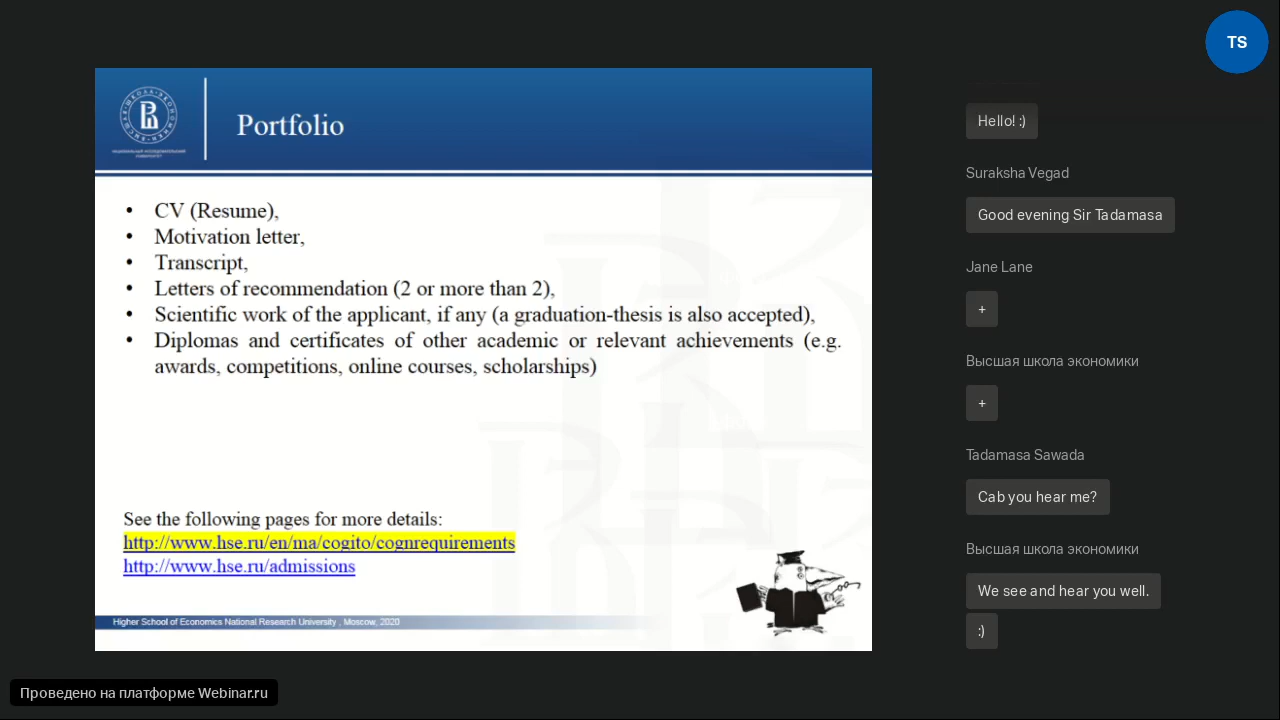 TS
Portfolio
• CV (Resume),
• Motivation letter,
• Transcript,
• Letters of recommendation (2 or more than 2),
• Scientific work of the applicant, if any (a graduation-thesis is also accepted),
• Diplomas and certificates of other academic or relevant achievements (e.g.
awards, competitions, online courses, scholarships)
See the following pages for more details:
http://www.hse.ru/en/ma/cogito/cognrequirements
http://www.hse.ru/admissions
Higher School of Economics National Research University , Moscow, 2020
Hello! :)
Suraksha Vegad
Good evening Sir Tadamasa
Jane Lane
+
Высшая школа экономики
+
Tadamasa Sawada
Cab you hear me?
Высшая школа экономики
We see and hear you well.
:)
Проведено на платформе Webinar.ru